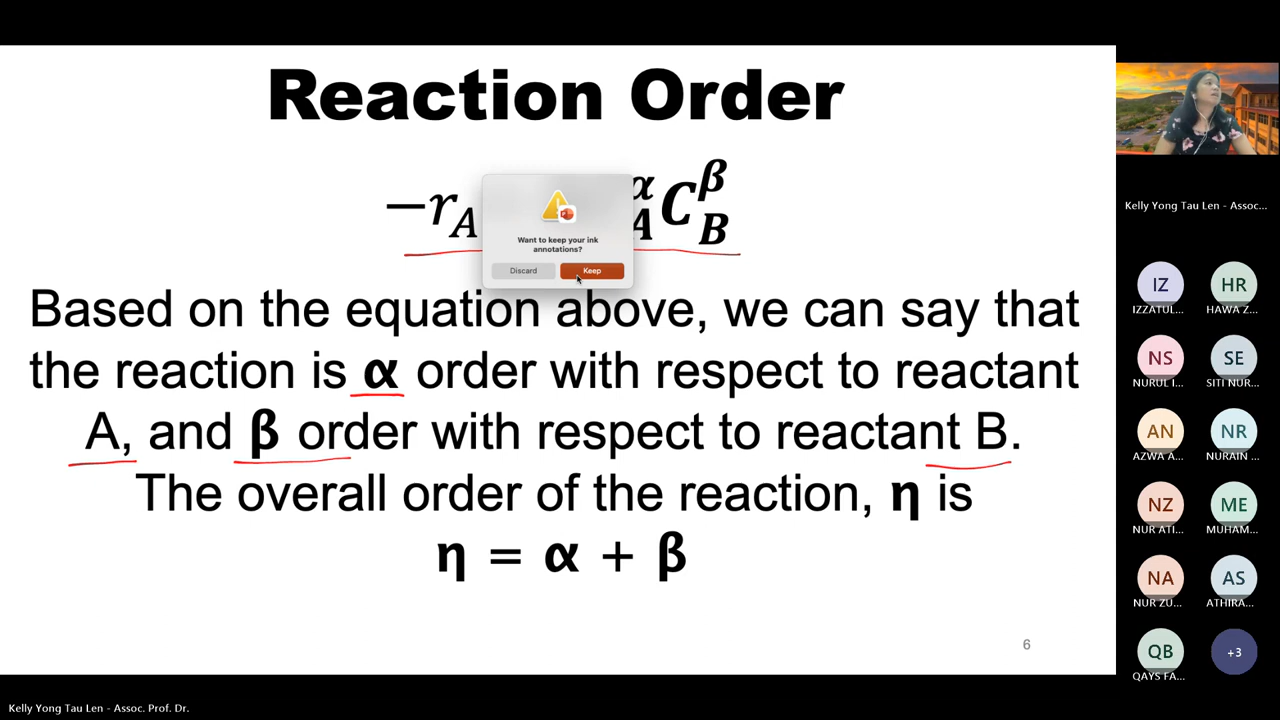 Reaction Order
−r_A
α
A C_B^β
Want to keep your ink
annotations?
Discard Keep
Based on the equation above, we can say that
the reaction is α order with respect to reactant
A, and β order with respect to reactant B.
The overall order of the reaction, η is
η = α + β
6
Kelly Yong Tau Len - Assoc...
IZ HR
IZZATUL... HAWA Z...
NS SE
NURUL I... SITI NUR...
AN NR
AZWA A... NURAIN ...
NZ ME
NUR ATI... MUHAM...
NA AS
NUR ZU... ATHIRA...
QB +3
QAYS FA...
Kelly Yong Tau Len - Assoc. Prof. Dr.